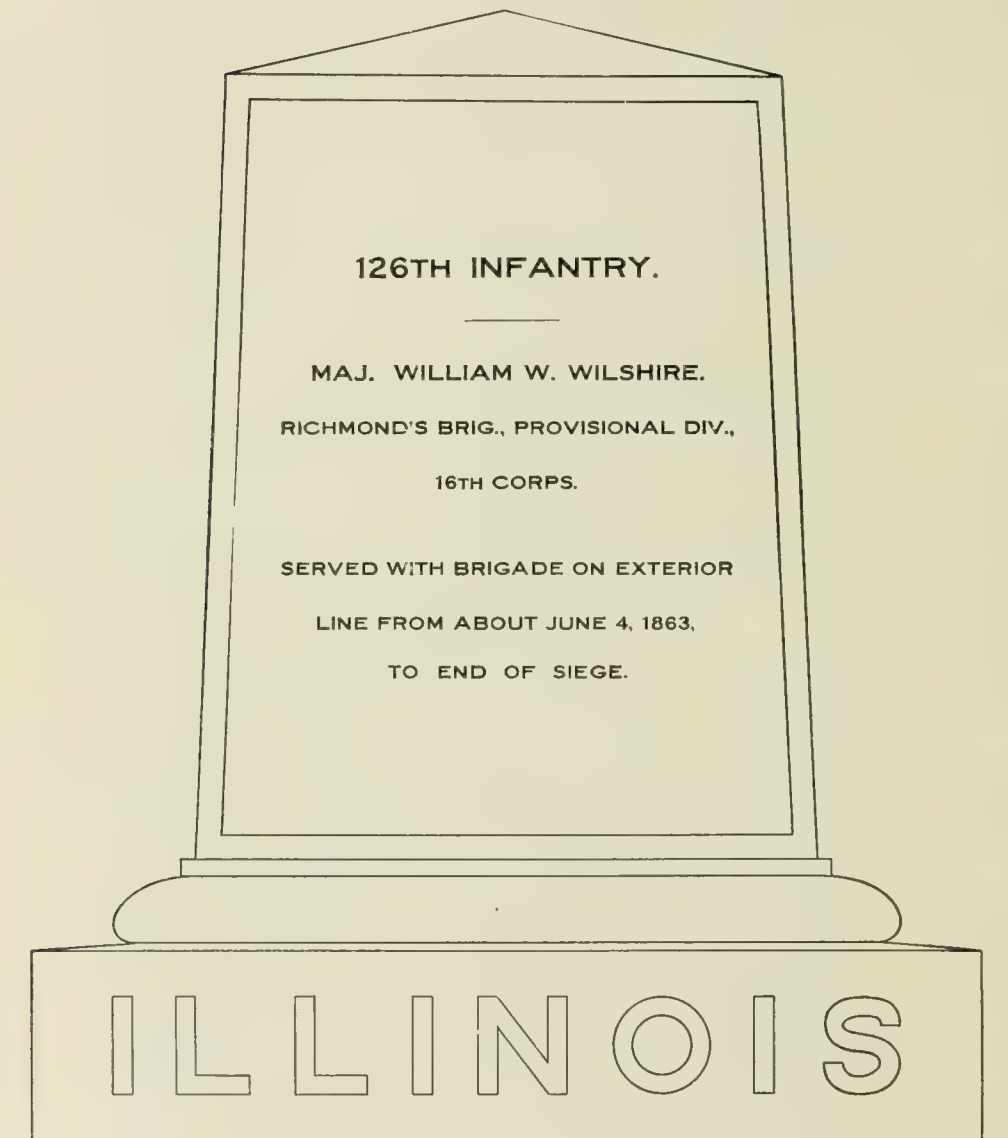 126TH INFANTRY.
MAJ. WILLIAM W. WILSHIRE.
RICHMOND'S BRIG., PROVISIONAL DIV.,
16TH CORPS.
SERVED WITH BRIGADE ON EXTERIOR
LINE FROM ABOUT JUNE 4, 1863,
TO END OF SIEGE.
ILLINOIS